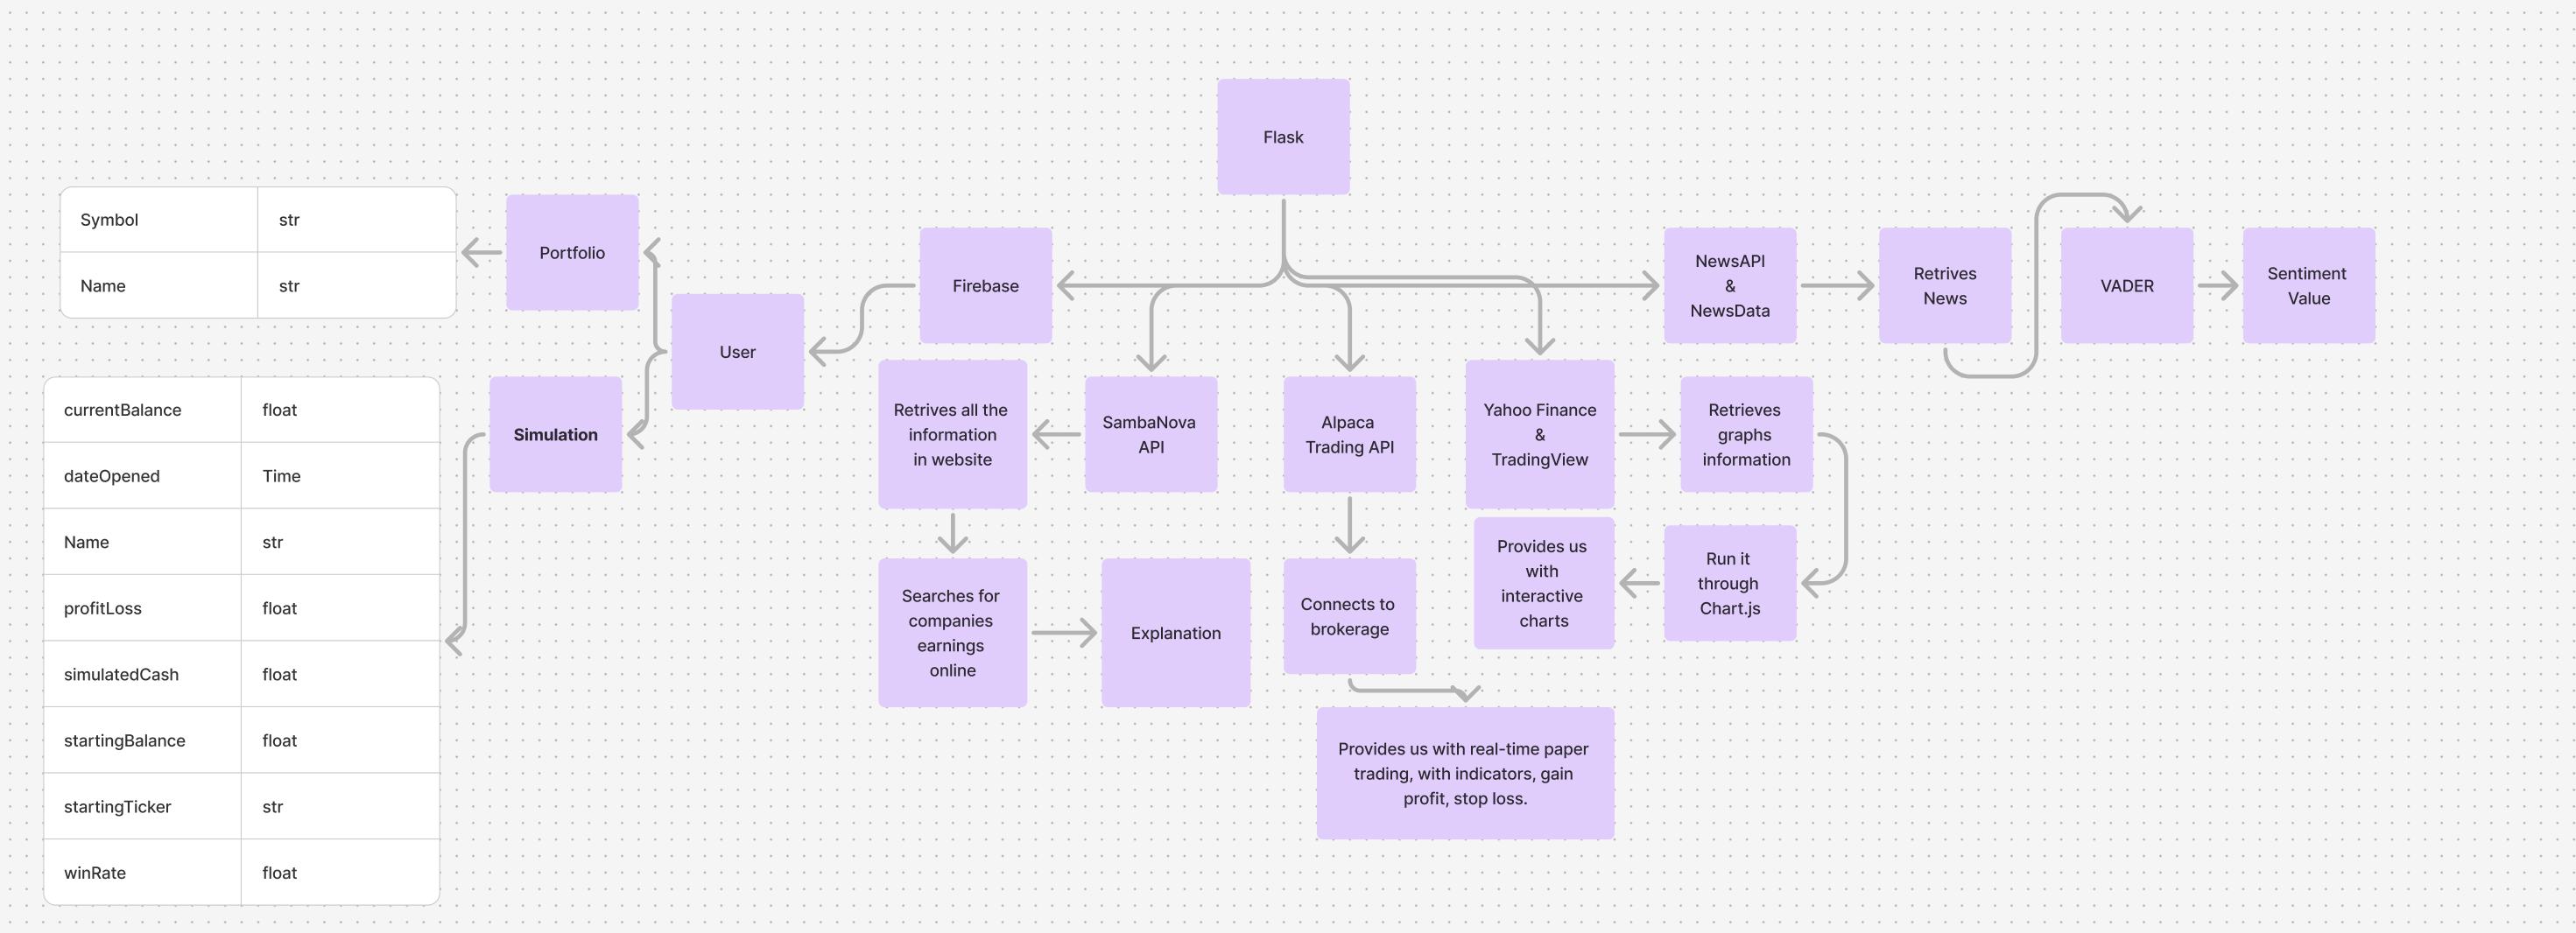 Flask
Symbol str
Name str
Portfolio
Firebase
User
NewsAPI
&
NewsData
Retrives
News
VADER
Sentiment
Value
currentBalance float
dateOpened Time
Name str
profitLoss float
simulatedCash float
startingBalance float
startingTicker str
winRate float
Simulation
Retrives all the
information
in website
SambaNova
API
Alpaca
Trading API
Yahoo Finance
&
TradingView
Retrieves
graphs
information
Searches for
companies
earnings
online
Explanation
Connects to
brokerage
Provides us
with
interactive
charts
Run it
through
Chart.js
Provides us with real-time paper
trading, with indicators, gain
profit, stop loss.